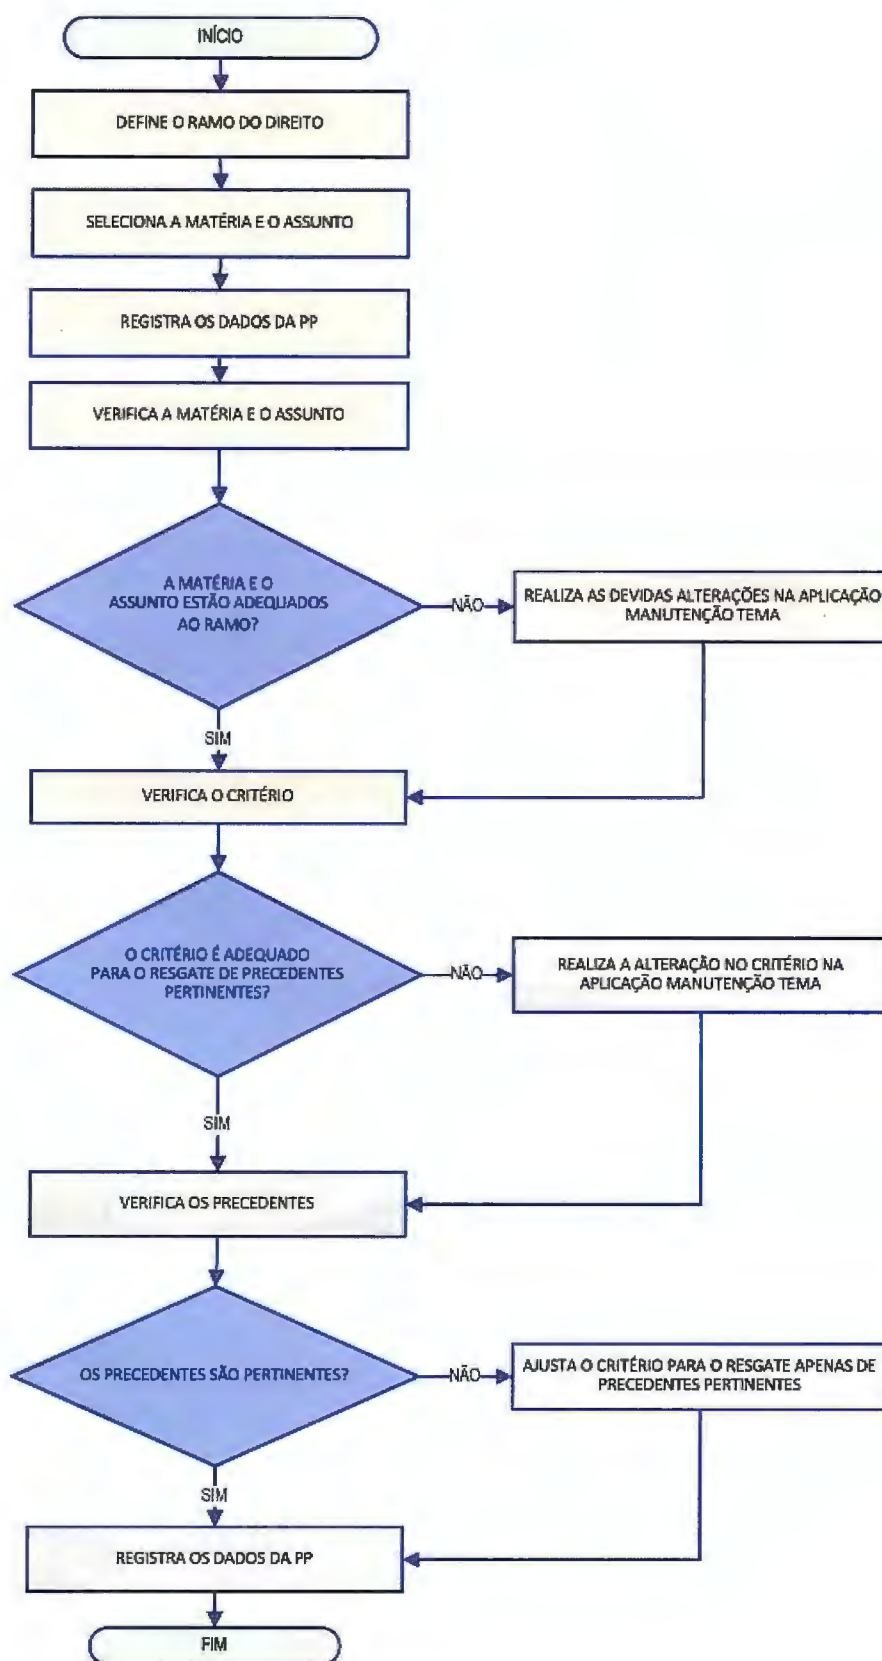 INÍCIO
DEFINE O RAMO DO DIREITO
SELECIONA A MATÉRIA E O ASSUNTO
REGISTRA OS DADOS DA PP
VERIFICA A MATÉRIA E O ASSUNTO
A MATÉRIA E O
ASSUNTO ESTÃO ADEQUADOS
AO RAMO?
NÃO
REALIZA AS DEVIDAS ALTERAÇÕES NA APLICAÇÃO
MANUTENÇÃO TEMA
SIM
VERIFICA O CRITÉRIO
O CRITÉRIO É ADEQUADO
PARA O RESGATE DE PRECEDENTES
PERTINENTES?
NÃO
REALIZA A ALTERAÇÃO NO CRITÉRIO NA
APLICAÇÃO MANUTENÇÃO TEMA
SIM
VERIFICA OS PRECEDENTES
OS PRECEDENTES SÃO PERTINENTES?
NÃO
AJUSTA O CRITÉRIO PARA O RESGATE APENAS DE
PRECEDENTES PERTINENTES
SIM
REGISTRA OS DADOS DA PP
FIM